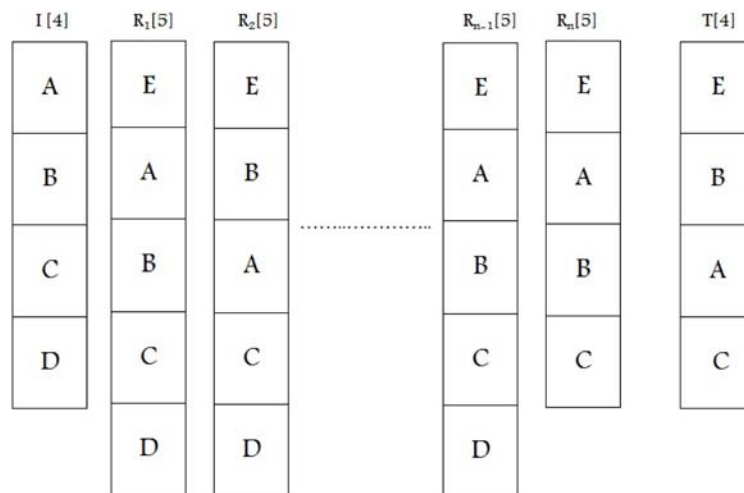 I [4] R₁[5] R₂[5] Rₙ₋₁[5] Rₙ[5] T[4]
A E E E E E
B A B A A B
C B A B B A
D C C C C C
D D D